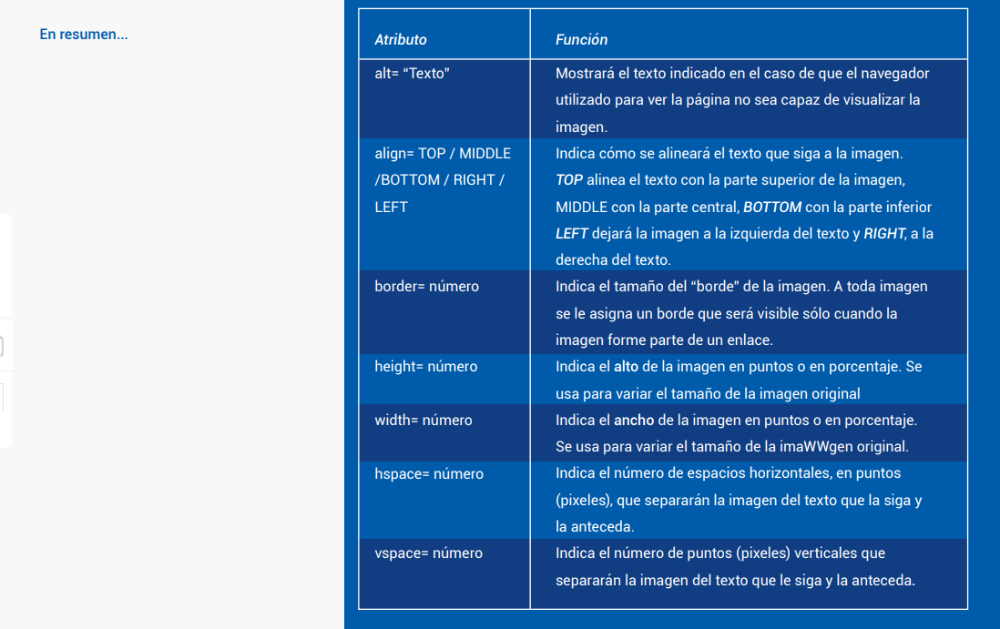 En resumen...
Atributo
Función
alt= “Texto”
Mostrará el texto indicado en el caso de que el navegador
utilizado para ver la página no sea capaz de visualizar la
imagen.
align= TOP / MIDDLE
/BOTTOM / RIGHT /
LEFT
Indica cómo se alineará el texto que siga a la imagen.
TOP alinea el texto con la parte superior de la imagen,
MIDDLE con la parte central, BOTTOM con la parte inferior
LEFT dejará la imagen a la izquierda del texto y RIGHT, a la
derecha del texto.
border= número
Indica el tamaño del “borde” de la imagen. A toda imagen
se le asigna un borde que será visible sólo cuando la
imagen forme parte de un enlace.
height= número
Indica el alto de la imagen en puntos o en porcentaje. Se
usa para variar el tamaño de la imagen original
width= número
Indica el ancho de la imagen en puntos o en porcentaje.
Se usa para variar el tamaño de la imaWWgen original.
hspace= número
Indica el número de espacios horizontales, en puntos
(pixeles), que separarán la imagen del texto que la siga y
la anteceda.
vspace= número
Indica el número de puntos (pixeles) verticales que
separarán la imagen del texto que le siga y la anteceda.